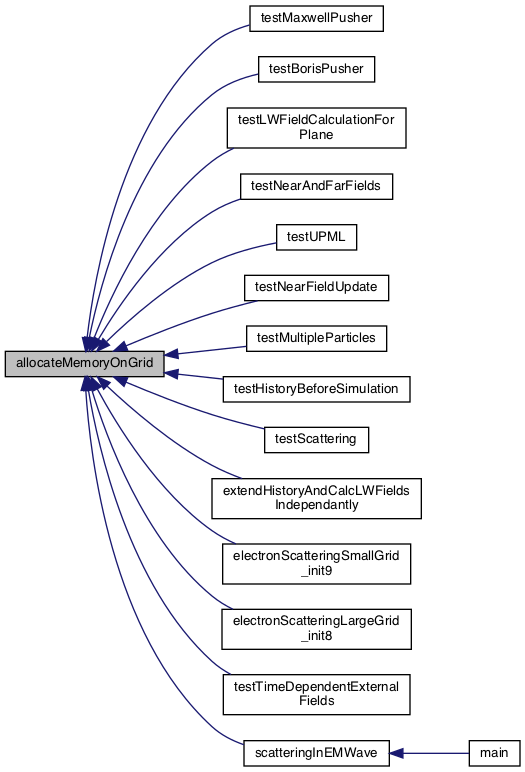 testMaxwellPusher
testBorisPusher
testLWFieldCalculationFor
Plane
testNearAndFarFields
testUPML
testNearFieldUpdate
testMultipleParticles
allocateMemoryOnGrid
testHistoryBeforeSimulation
testScattering
extendHistoryAndCalcLWFields
Independantly
electronScatteringSmallGrid
_init9
electronScatteringLargeGrid
_init8
testTimeDependentExternal
Fields
scatteringInEMWave
main